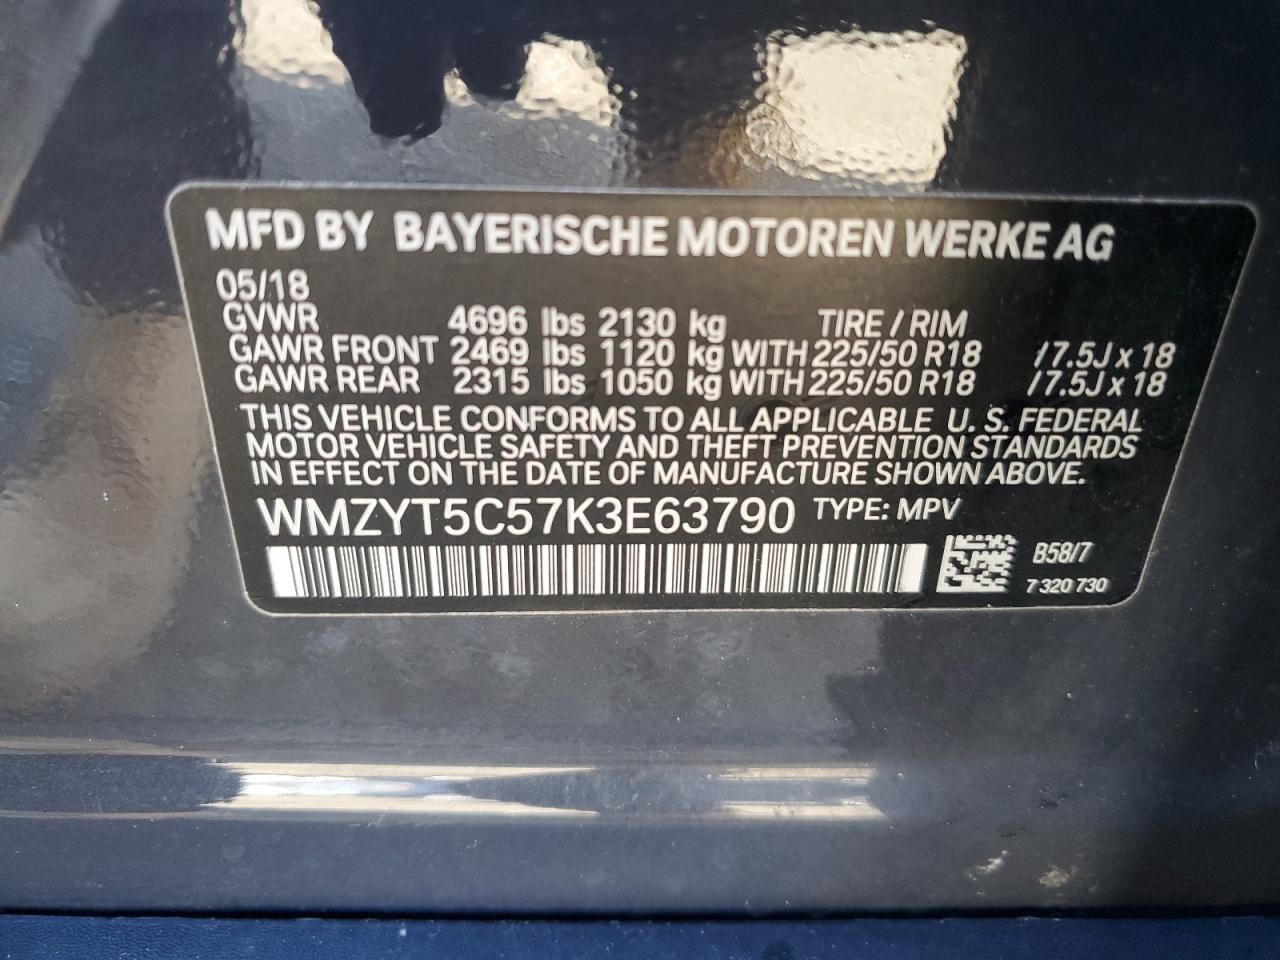 MFD BY BAYERISCHE MOTOREN WERKE AG
05/18
GVWR 4696 lbs 2130 kg TIRE / RIM
GAWR FRONT 2469 lbs 1120 kg WITH 225/50 R18 / 7.5J x 18
GAWR REAR 2315 lbs 1050 kg WITH 225/50 R18 / 7.5J x 18
THIS VEHICLE CONFORMS TO ALL APPLICABLE U. S. FEDERAL
MOTOR VEHICLE SAFETY AND THEFT PREVENTION STANDARDS
IN EFFECT ON THE DATE OF MANUFACTURE SHOWN ABOVE.
WMZYT5C57K3E63790 TYPE: MPV
B58/7
7 320 730